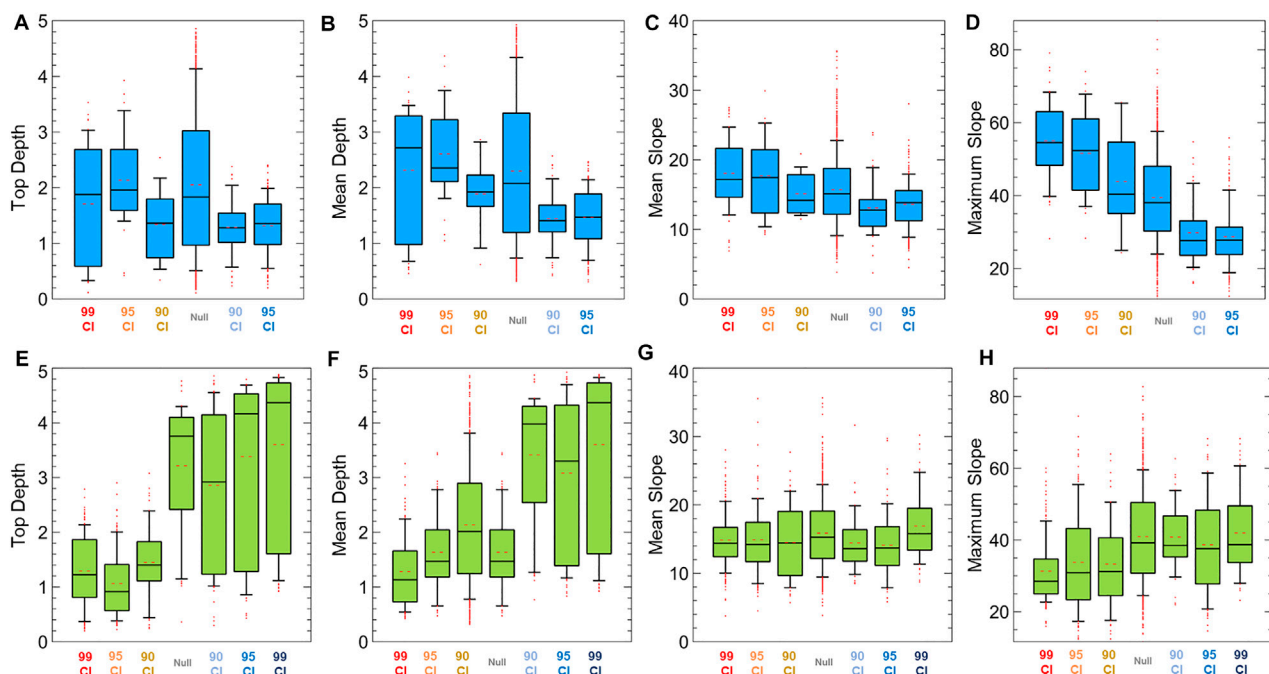 A
B
C
D
5
4
3
2
1
0
Top Depth
5
4
3
2
1
0
Mean Depth
40
30
20
10
0
Mean Slope
80
60
40
20
Maximum Slope
99 95 90 Null 90 95
CI CI CI CI CI
99 95 90 Null 90 95
CI CI CI CI CI
99 95 90 Null 90 95
CI CI CI CI CI
99 95 90 Null 90 95
CI CI CI CI CI
E
F
G
H
5
4
3
2
1
0
Top Depth
5
4
3
2
1
0
Mean Depth
40
30
20
10
0
Mean Slope
80
60
40
20
Maximum Slope
99 95 90 Null 90 95 99
CI CI CI CI CI CI
99 95 90 Null 90 95 99
CI CI CI CI CI CI
99 95 90 Null 90 95 99
CI CI CI CI CI CI
99 95 90 Null 90 95 99
CI CI CI CI CI CI